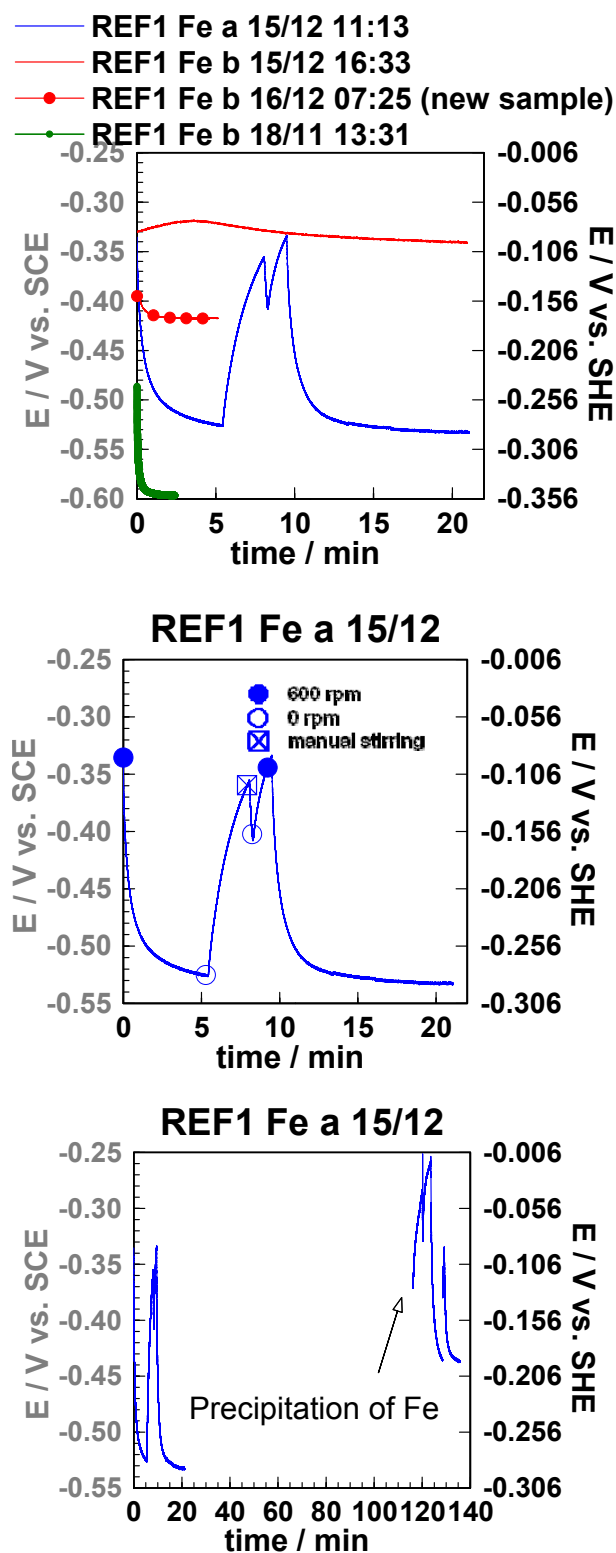 REF1 Fe a 15/12 11:13
REF1 Fe b 15/12 16:33
REF1 Fe b 16/12 07:25 (new sample)
REF1 Fe b 18/11 13:31
-0.25 -0.006
-0.30 -0.056
-0.35 -0.106
-0.40 -0.156
-0.45 -0.206
-0.50 -0.256
-0.55 -0.306
-0.60 -0.356
E / V vs. SCE
E / V vs. SHE
0 5 10 15 20
time / min
REF1 Fe a 15/12
600 rpm
0 rpm
manual stirring
-0.25 -0.006
-0.30 -0.056
-0.35 -0.106
-0.40 -0.156
-0.45 -0.206
-0.50 -0.256
-0.55 -0.306
E / V vs. SCE
E / V vs. SHE
0 5 10 15 20
time / min
REF1 Fe a 15/12
-0.25 -0.006
-0.30 -0.056
-0.35 -0.106
-0.40 -0.156
-0.45 -0.206
-0.50 -0.256
-0.55 -0.306
E / V vs. SCE
E / V vs. SHE
Precipitation of Fe
0 20 40 60 80 100 120 140
time / min